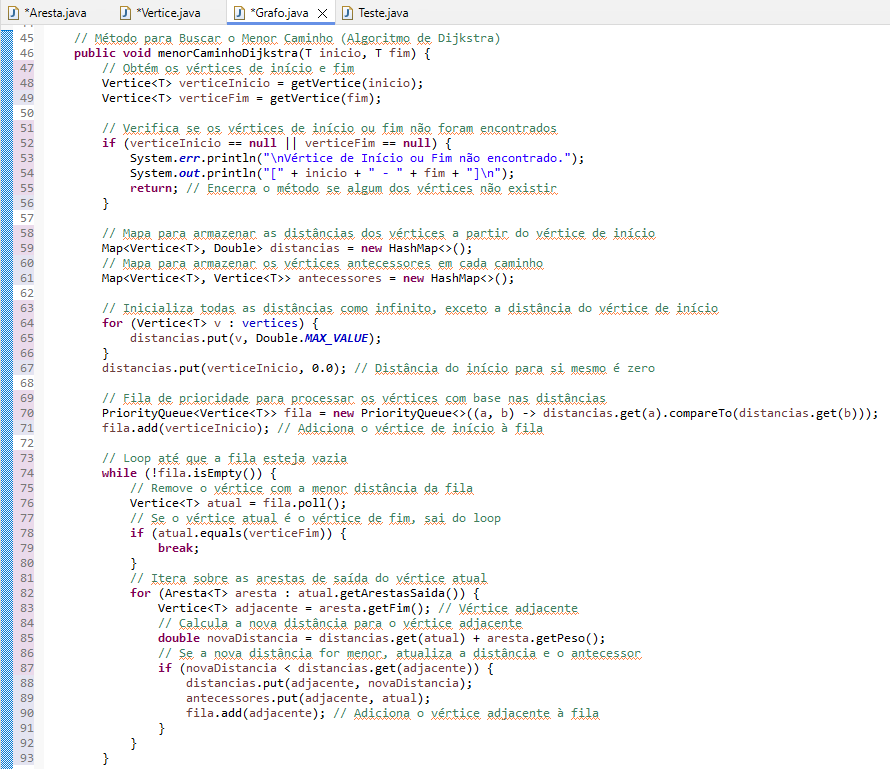 *Aresta.java *Vertice.java *Grafo.java Teste.java
45 // Método para Buscar o Menor Caminho (Algoritmo de Dijkstra)
46 public void menorCaminhoDijkstra(T inicio, T fim) {
47 // Obtém os vértices de início e fim
48 Vertice<T> verticeInicio = getVertice(inicio);
49 Vertice<T> verticeFim = getVertice(fim);
50
51 // Verifica se os vértices de início ou fim não foram encontrados
52 if (verticeInicio == null || verticeFim == null) {
53 System.err.println("\nVértice de Início ou Fim não encontrado.");
54 System.out.println("[" + inicio + " - " + fim + "]\n");
55 return; // Encerra o método se algum dos vértices não existir
56 }
57
58 // Mapa para armazenar as distâncias dos vértices a partir do vértice de início
59 Map<Vertice<T>, Double> distancias = new HashMap<>();
60 // Mapa para armazenar os vértices antecessores em cada caminho
61 Map<Vertice<T>, Vertice<T>> antecessores = new HashMap<>();
62
63 // Inicializa todas as distâncias como infinito, exceto a distância do vértice de início
64 for (Vertice<T> v : vertices) {
65 distancias.put(v, Double.MAX_VALUE);
66 }
67 distancias.put(verticeInicio, 0.0); // Distância do início para si mesmo é zero
68
69 // Fila de prioridade para processar os vértices com base nas distâncias
70 PriorityQueue<Vertice<T>> fila = new PriorityQueue<>((a, b) -> distancias.get(a).compareTo(distancias.get(b)));
71 fila.add(verticeInicio); // Adiciona o vértice de início à fila
72
73 // Loop até que a fila esteja vazia
74 while (!fila.isEmpty()) {
75 // Remove o vértice com a menor distância da fila
76 Vertice<T> atual = fila.poll();
77 // Se o vértice atual é o vértice de fim, sai do loop
78 if (atual.equals(verticeFim)) {
79 break;
80 }
81 // Itera sobre as arestas de saída do vértice atual
82 for (Aresta<T> aresta : atual.getArestasSaida()) {
83 Vertice<T> adjacente = aresta.getFim(); // Vértice adjacente
84 // Calcula a nova distância para o vértice adjacente
85 double novaDistancia = distancias.get(atual) + aresta.getPeso();
86 // Se a nova distância for menor, atualiza a distância e o antecessor
87 if (novaDistancia < distancias.get(adjacente)) {
88 distancias.put(adjacente, novaDistancia);
89 antecessores.put(adjacente, atual);
90 fila.add(adjacente); // Adiciona o vértice adjacente à fila
91 }
92 }
93 }